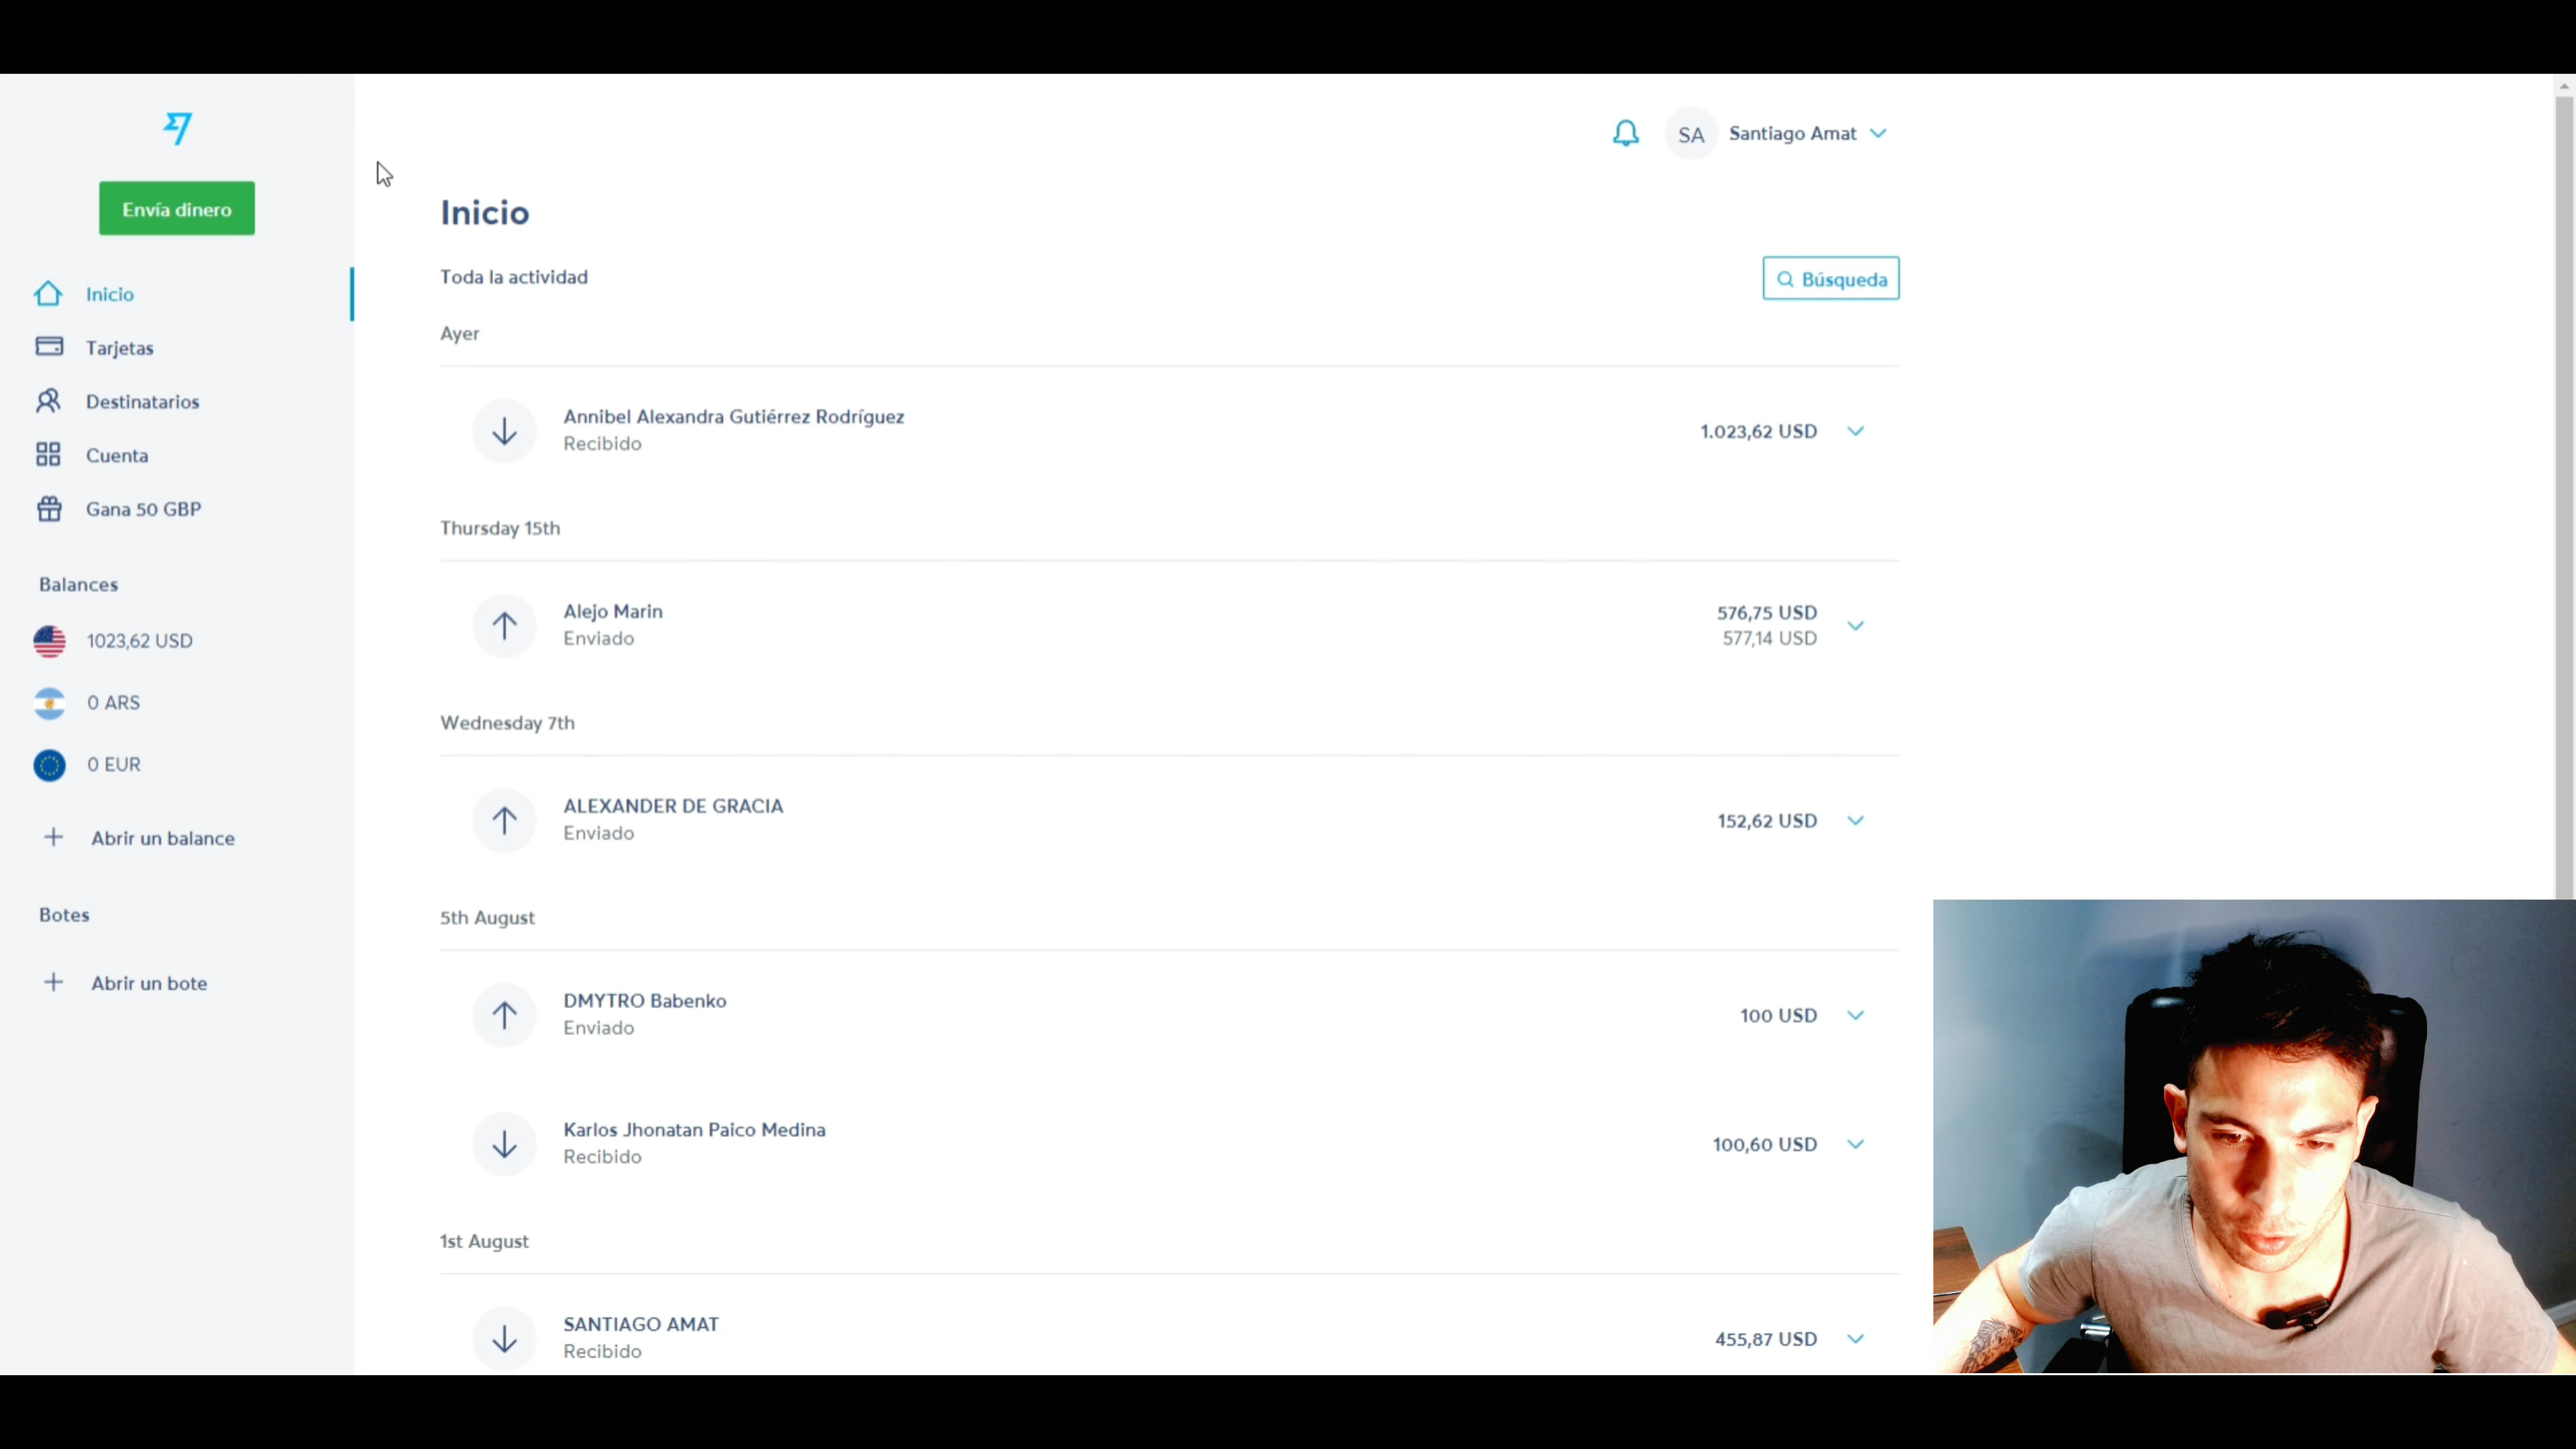 Envía dinero
Inicio
Tarjetas
Destinatarios
Cuenta
Gana 50 GBP
Balances
1023,62 USD
0 ARS
0 EUR
Abrir un balance
Botes
Abrir un bote
SA
Santiago Amat
Inicio
Toda la actividad
Búsqueda
Ayer
Annibel Alexandra Gutiérrez Rodríguez
Recibido
1.023,62 USD
Thursday 15th
Alejo Marin
Enviado
576,75 USD
577,14 USD
Wednesday 7th
ALEXANDER DE GRACIA
Enviado
152,62 USD
5th August
DMYTRO Babenko
Enviado
100 USD
Karlos Jhonatan Paico Medina
Recibido
100,60 USD
1st August
SANTIAGO AMAT
Recibido
455,87 USD